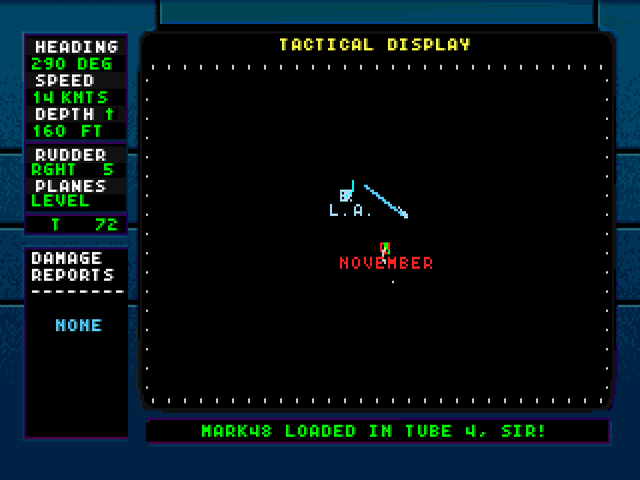 HEADING
290 DEG
SPEED
14 KNTS
DEPTH ↑
160 FT
RUDDER
RGHT 5
PLANES
LEVEL
T 72
DAMAGE
REPORTS
--------
NONE
TACTICAL DISPLAY
L.A.
NOVEMBER
MARK48 LOADED IN TUBE 4, SIR!